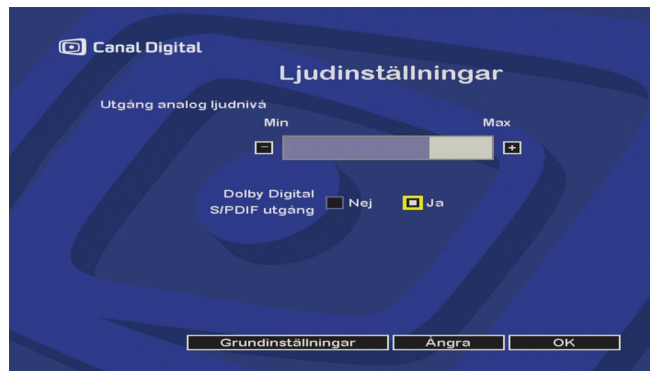 Canal Digital
Ljudinställningar
Utgång analog ljudnivå
Min
Max
Dolby Digital
S/PDIF utgång
Nej
Ja
Grundinställningar
Ångra
OK